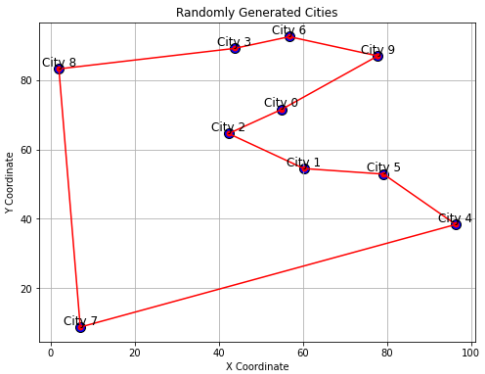 Randomly Generated Cities
City 6
City 3
City 9
City 8
80
City 0
City 2
60
City 1
City 5
40
City 4
20
City 7
0
20
40
60
80
100
X Coordinate
Y Coordinate